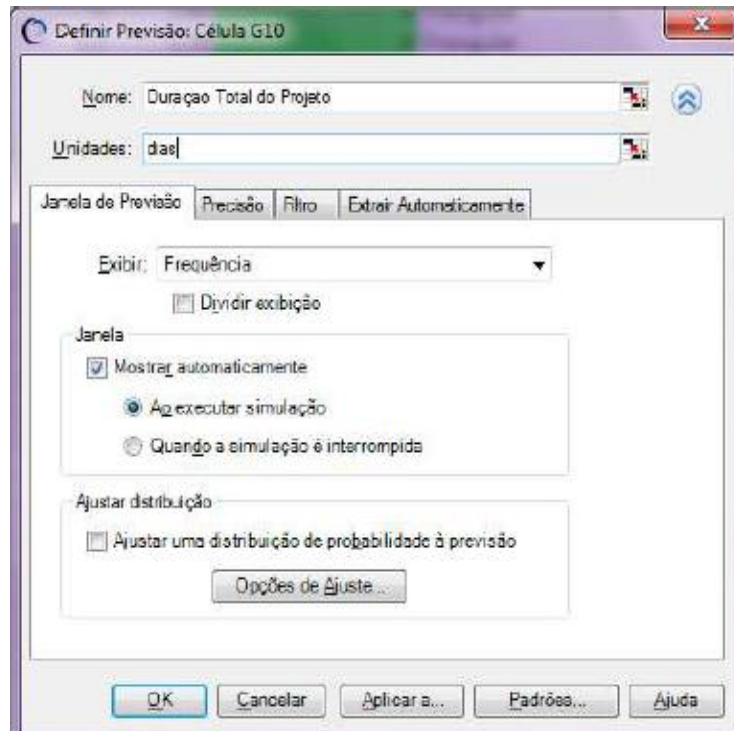 Definir Previsão: Célula G10
Nome: Duraçao Total do Projeto
Unidades: dias
Janela de Previsão Precisão Filtro Extrair Automaticamente
Exibir: Frequência
Dividir exibição
Janela
Mostrar automaticamente
Ao executar simulação
Quando a simulação é interrompida
Ajustar distribuição
Ajustar uma distribuição de probabilidade à previsão
Opções de Ajuste...
OK Cancelar Aplicar a... Padrões... Ajuda